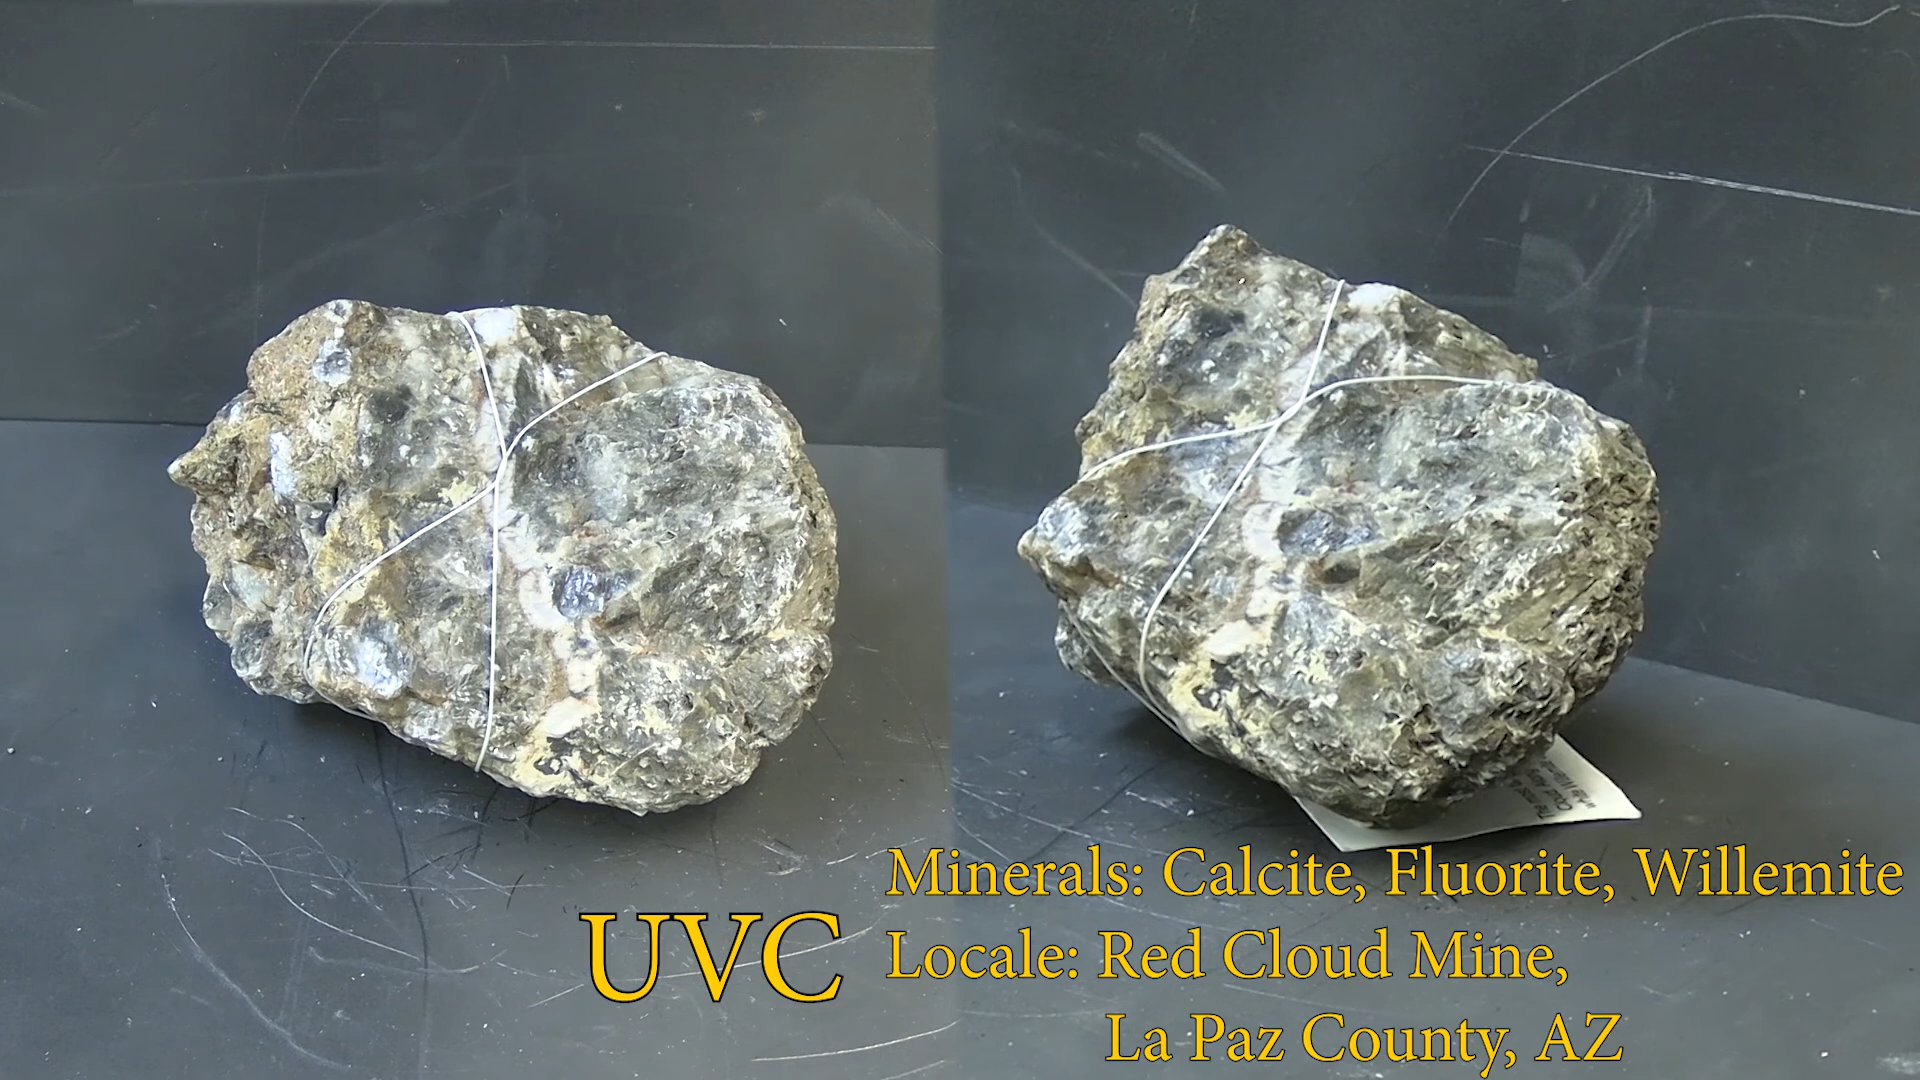 Minerals: Calcite, Fluorite, Willemite
UVC
Locale: Red Cloud Mine,
La Paz County, AZ